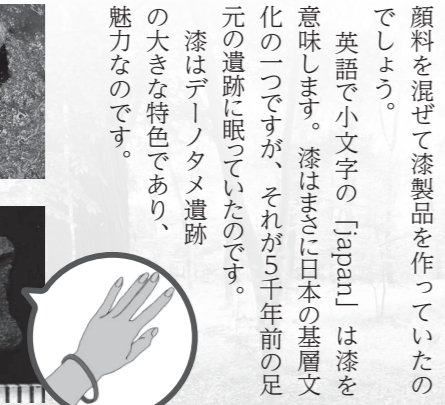 顔料を混ぜて漆製品を作っていたの
でしょう。
英語で小文字の「japan」は漆を
意味します。漆はまさに日本の基層文
化の一つですが、それが5千年前の足
元の遺跡に眠っていたのです。
漆はデーノタメ遺跡
の大きな特色であり、
魅力なのです。